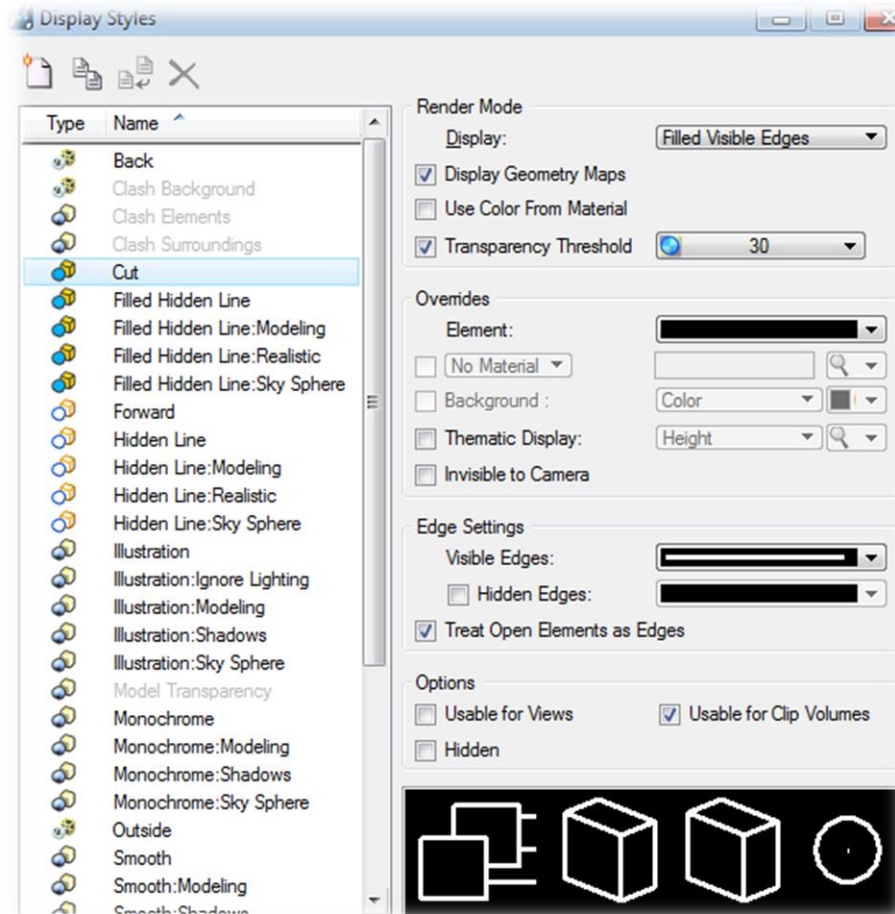 Display Styles
Type Name
Back
Clash Background
Clash Elements
Clash Surroundings
Cut
Filled Hidden Line
Filled Hidden Line:Modeling
Filled Hidden Line:Realistic
Filled Hidden Line:Sky Sphere
Forward
Hidden Line
Hidden Line:Modeling
Hidden Line:Realistic
Hidden Line:Sky Sphere
Illustration
Illustration:Ignore Lighting
Illustration:Modeling
Illustration:Shadows
Illustration:Sky Sphere
Model Transparency
Monochrome
Monochrome:Modeling
Monochrome:Shadows
Monochrome:Sky Sphere
Outside
Smooth
Smooth:Modeling
Smooth:Shadows
Render Mode
Display: Filled Visible Edges
Display Geometry Maps
Use Color From Material
Transparency Threshold 30
Overrides
Element:
No Material
Background : Color
Thematic Display: Height
Invisible to Camera
Edge Settings
Visible Edges:
Hidden Edges:
Treat Open Elements as Edges
Options
Usable for Views Usable for Clip Volumes
Hidden